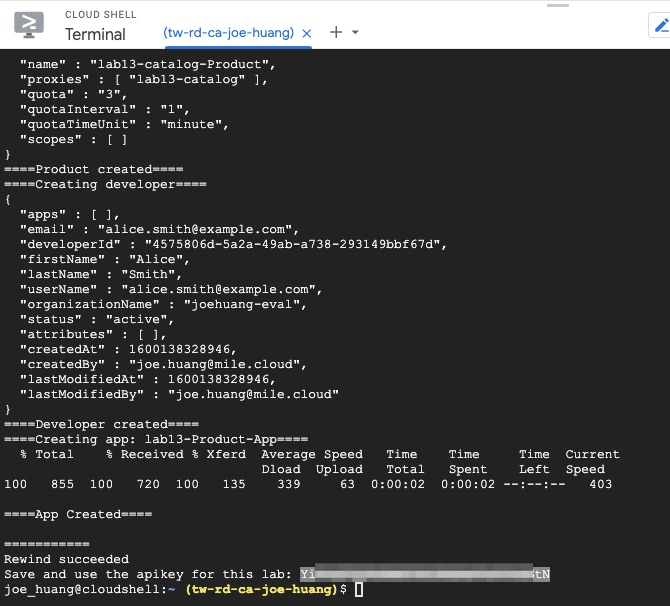 CLOUD SHELL
Terminal
(tw-rd-ca-joe-huang)
"name" : "lab13-catalog-Product",
"proxies" : [ "lab13-catalog" ],
"quota" : "3",
"quotaInterval" : "1",
"quotaTimeUnit" : "minute",
"scopes" : [ ]
}
====Product created====
====Creating developer====
{
"apps" : [ ],
"email" : "alice.smith@example.com",
"developerId" : "4575806d-5a2a-49ab-a738-293149bbf67d",
"firstName" : "Alice",
"lastName" : "Smith",
"userName" : "alice.smith@example.com",
"organizationName" : "joehuang-eval",
"status" : "active",
"attributes" : [ ],
"createdAt" : 1600138328946,
"createdBy" : "joe.huang@mile.cloud",
"lastModifiedAt" : 1600138328946,
"lastModifiedBy" : "joe.huang@mile.cloud"
}
====Developer created====
====Creating app: lab13-Product-App====
% Total % Received % Xferd Average Speed Time Time Time Current
Dload Upload Total Spent Left Speed
100 855 100 720 100 135 339 63 0:00:02 0:00:02 --:--:-- 403
====App Created====
===========
Rewind succeeded
Save and use the apikey for this lab: Yi tN
joe_huang@cloudshell:~ (tw-rd-ca-joe-huang)$